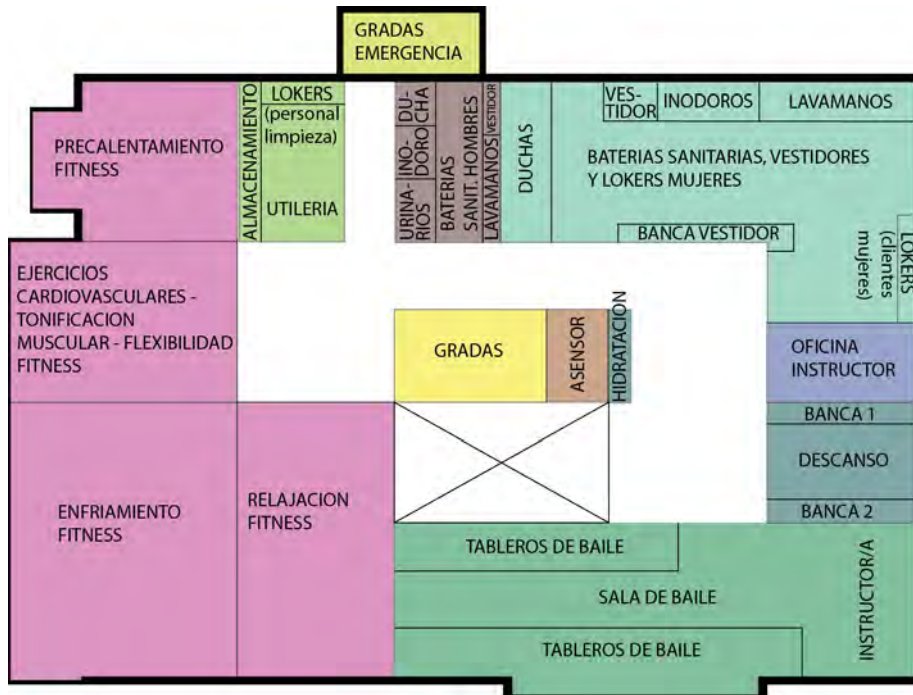 GRADAS
EMERGENCIA
PRECALENTAMIENTO
FITNESS
ALMACENAMIENTO
LOKERS
(personal
limpieza)
UTILERIA
DU-
CHA
INO-
DORO
URINA-
RIOS
BATERIAS
SANIT. HOMBRES
LAVAMANOS
VESTIDOR
DUCHAS
VES-
TIDOR
INODOROS
LAVAMANOS
BATERIAS SANITARIAS, VESTIDORES
Y LOKERS MUJERES
BANCA VESTIDOR
LOKERS
(clientes
mujeres)
EJERCICIOS
CARDIOVASCULARES -
TONIFICACION
MUSCULAR - FLEXIBILIDAD
FITNESS
GRADAS
ASENSOR
HIDRATACION
OFICINA
INSTRUCTOR
BANCA 1
DESCANSO
BANCA 2
ENFRIAMIENTO
FITNESS
RELAJACION
FITNESS
TABLEROS DE BAILE
SALA DE BAILE
TABLEROS DE BAILE
INSTRUCTOR/A